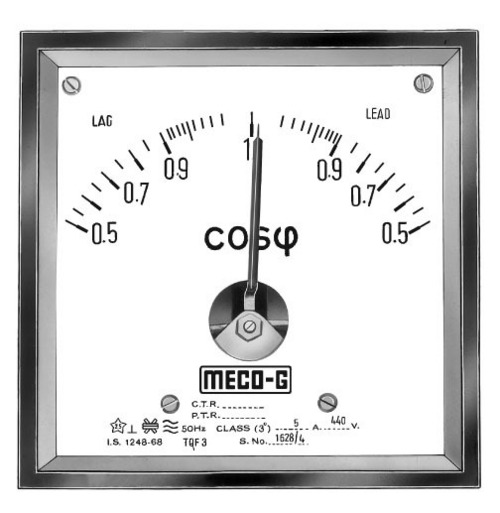 LAG LEAD
1
0.9 0.9
0.7 0.7
0.5 0.5
cosφ
MECO-G
C.T.R.
P.T.R.
50Hz CLASS (3°) 5 A. 440 V.
I.S. 1248-68 TQF3 S. No. 1628/4